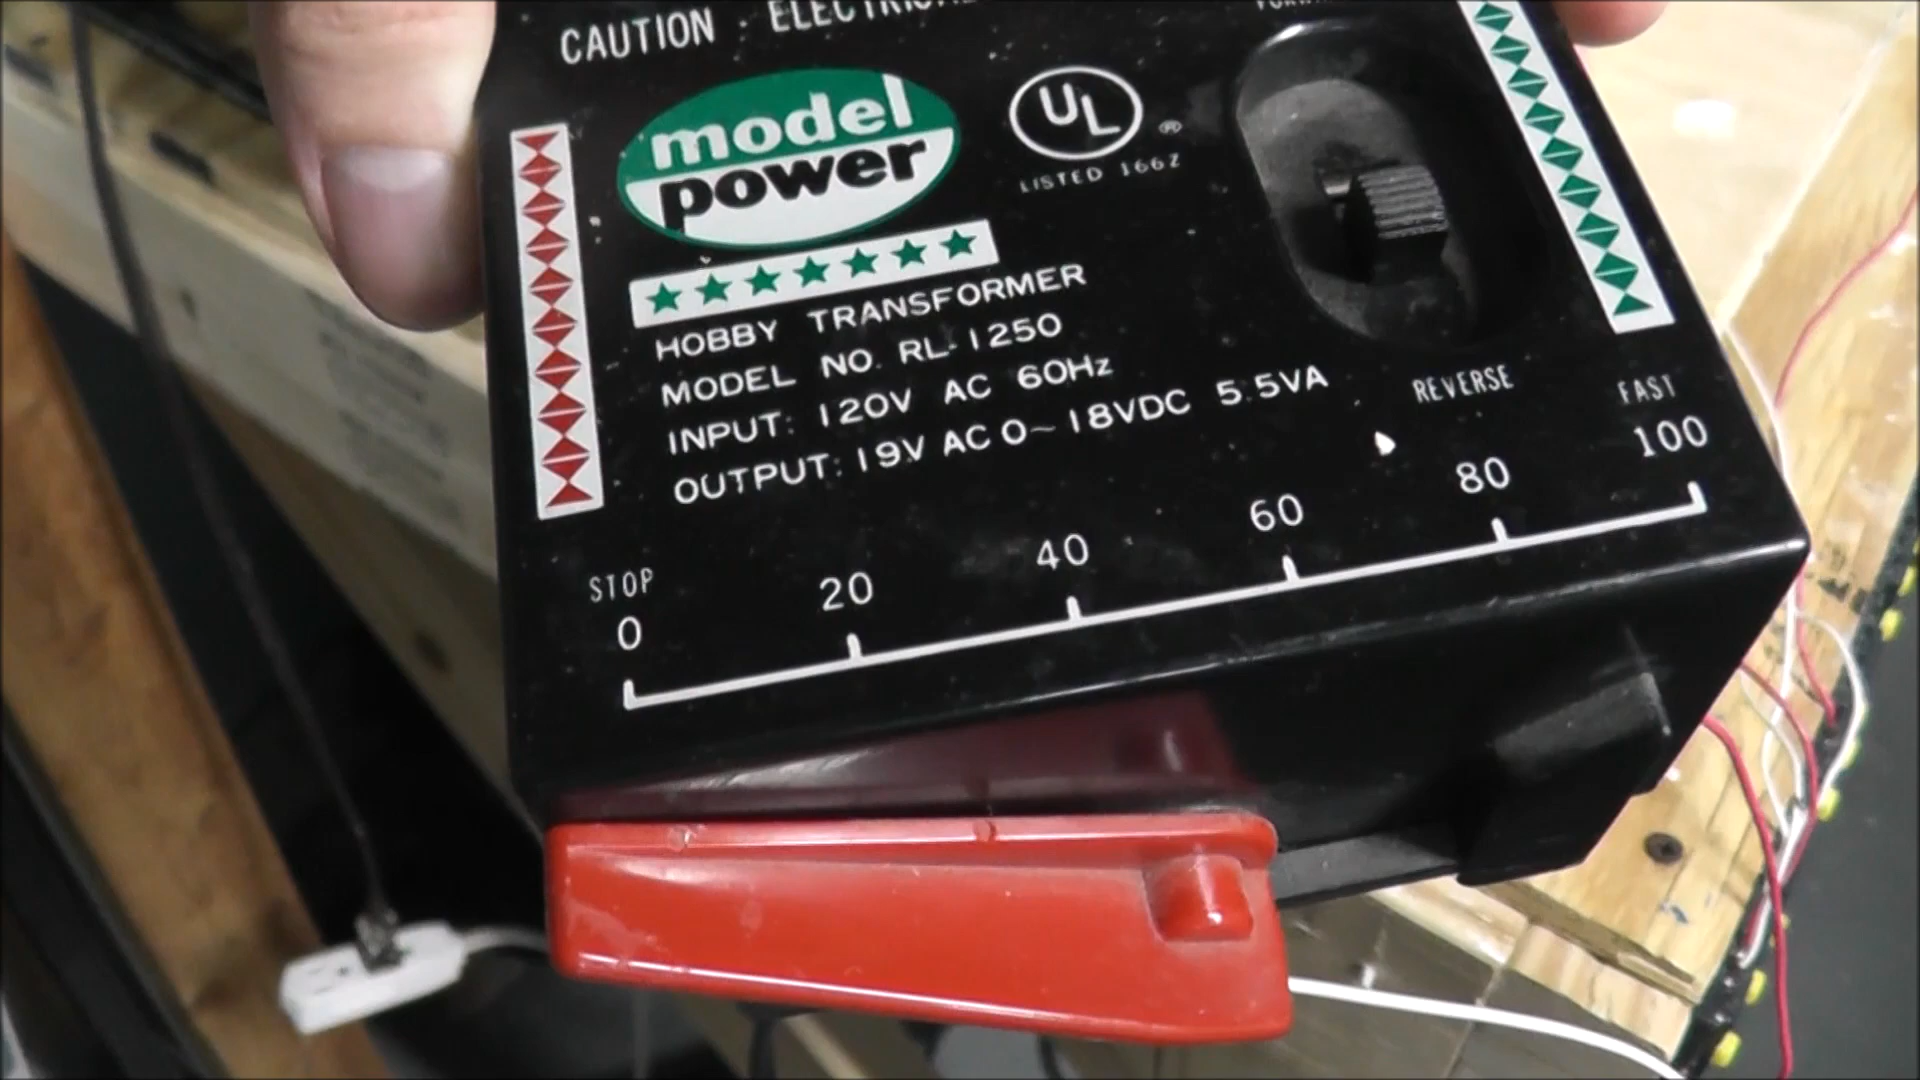 CAUTION : ELECTRICAL
model
power
UL ®
LISTED 166Z
HOBBY TRANSFORMER
MODEL NO. RL-1250
INPUT: 120V AC 60Hz
OUTPUT: 19V AC 0~18VDC 5.5VA
REVERSE
FAST
STOP
0 20 40 60 80 100